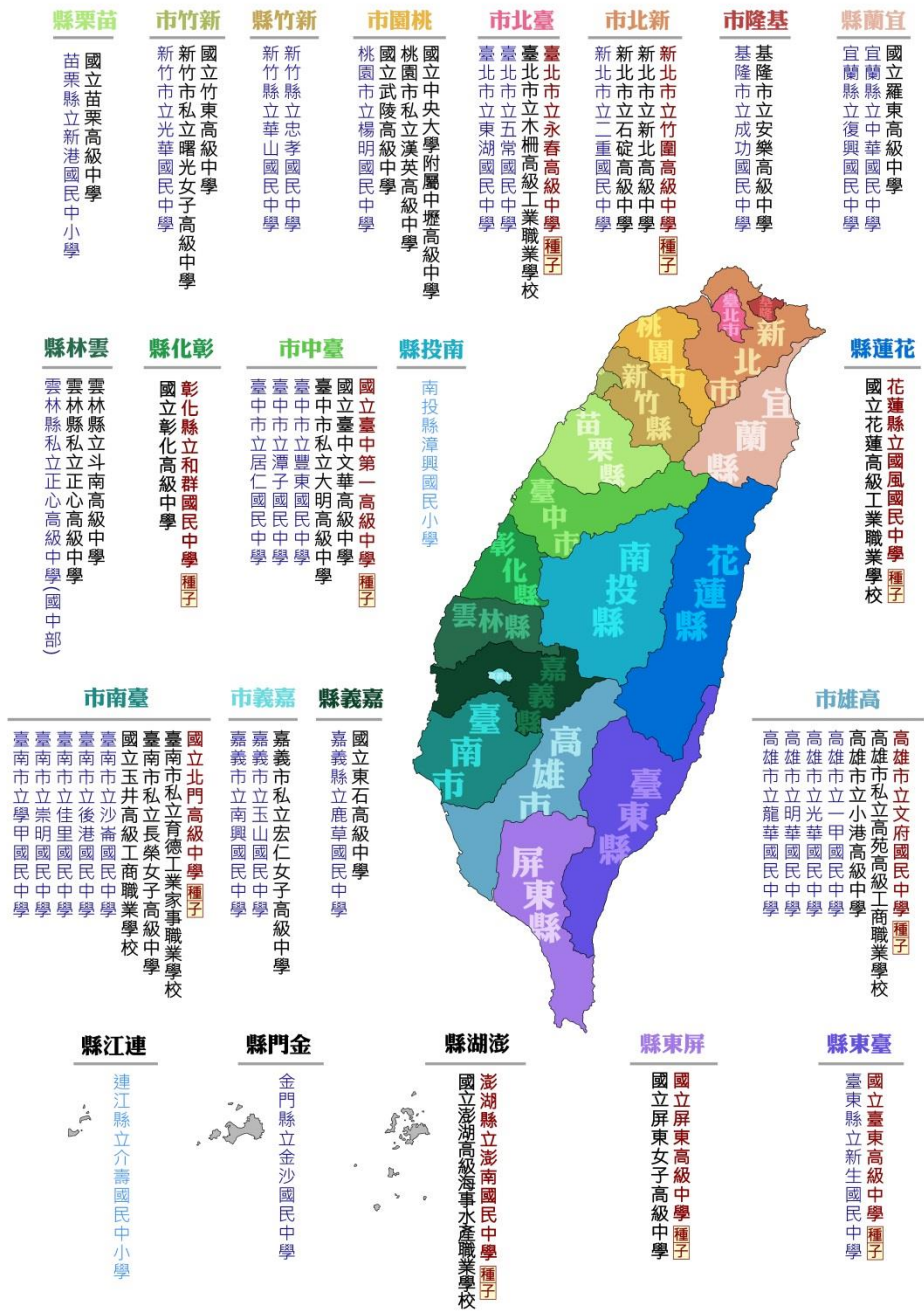 宜蘭縣
國立羅東高級中學
宜蘭縣立中華國民中學
宜蘭縣立復興國民中學
基隆市
基隆市立安樂高級中學
基隆市立成功國民中學
新北市
新北市立竹圍高級中學 種子
新北市立新北高級中學
新北市立石碇高級中學
新北市立二重國民中學
臺北市
臺北市立永春高級中學 種子
臺北市立木柵高級工業職業學校
臺北市立五常國民中學
臺北市立東湖國民中學
桃園市
國立中央大學附屬中壢高級中學
桃園市私立漢英高級中學
國立武陵高級中學
桃園市立楊明國民中學
新竹縣
新竹縣立忠孝國民中學
新竹縣立華山國民中學
新竹市
國立竹東高級中學
新竹市私立曙光女子高級中學
新竹市立光華國民中學
苗栗縣
國立苗栗高級中學
苗栗縣立新港國民中小學
花蓮縣
花蓮縣立國風國民中學 種子
國立花蓮高級工業職業學校
南投縣
南投縣漳興國民小學
臺中市
國立臺中第一高級中學 種子
國立臺中文華高級中學
臺中市私立大明高級中學
臺中市立豐東國民中學
臺中市立潭子國民中學
臺中市立居仁國民中學
彰化縣
彰化縣立和群國民中學 種子
國立彰化高級中學
雲林縣
雲林縣立斗南高級中學
雲林縣私立正心高級中學
雲林縣私立正心高級中學(國中部)
高雄市
高雄市立文府國民中學 種子
高雄市私立高苑高級工商職業學校
高雄市立小港高級中學
高雄市立一甲國民中學
高雄市立光華國民中學
高雄市立明華國民中學
高雄市立龍華國民中學
嘉義縣
國立東石高級中學
嘉義縣立鹿草國民中學
嘉義市
嘉義市私立宏仁女子高級中學
嘉義市立玉山國民中學
嘉義市立南興國民中學
臺南市
國立北門高級中學 種子
臺南市私立育德工業家事職業學校
臺南市私立長榮女子高級中學
國立玉井高級工商職業學校
臺南市立沙崙國民中學
臺南市立後港國民中學
臺南市立佳里國民中學
臺南市立崇明國民中學
臺南市立學甲國民中學
臺東縣
國立臺東高級中學 種子
臺東縣立新生國民中學
屏東縣
國立屏東高級中學 種子
國立屏東女子高級中學
澎湖縣
澎湖縣立澎南國民中學 種子
國立澎湖高級海事水產職業學校
金門縣
金門縣立金沙國民中學
連江縣
連江縣立介壽國民中小學
臺北市
新北市
桃園市
新竹縣
宜蘭縣
苗栗縣
臺中市
南投縣
花蓮縣
彰化縣
雲林縣
嘉義縣
臺南市
高雄市
臺東縣
屏東縣